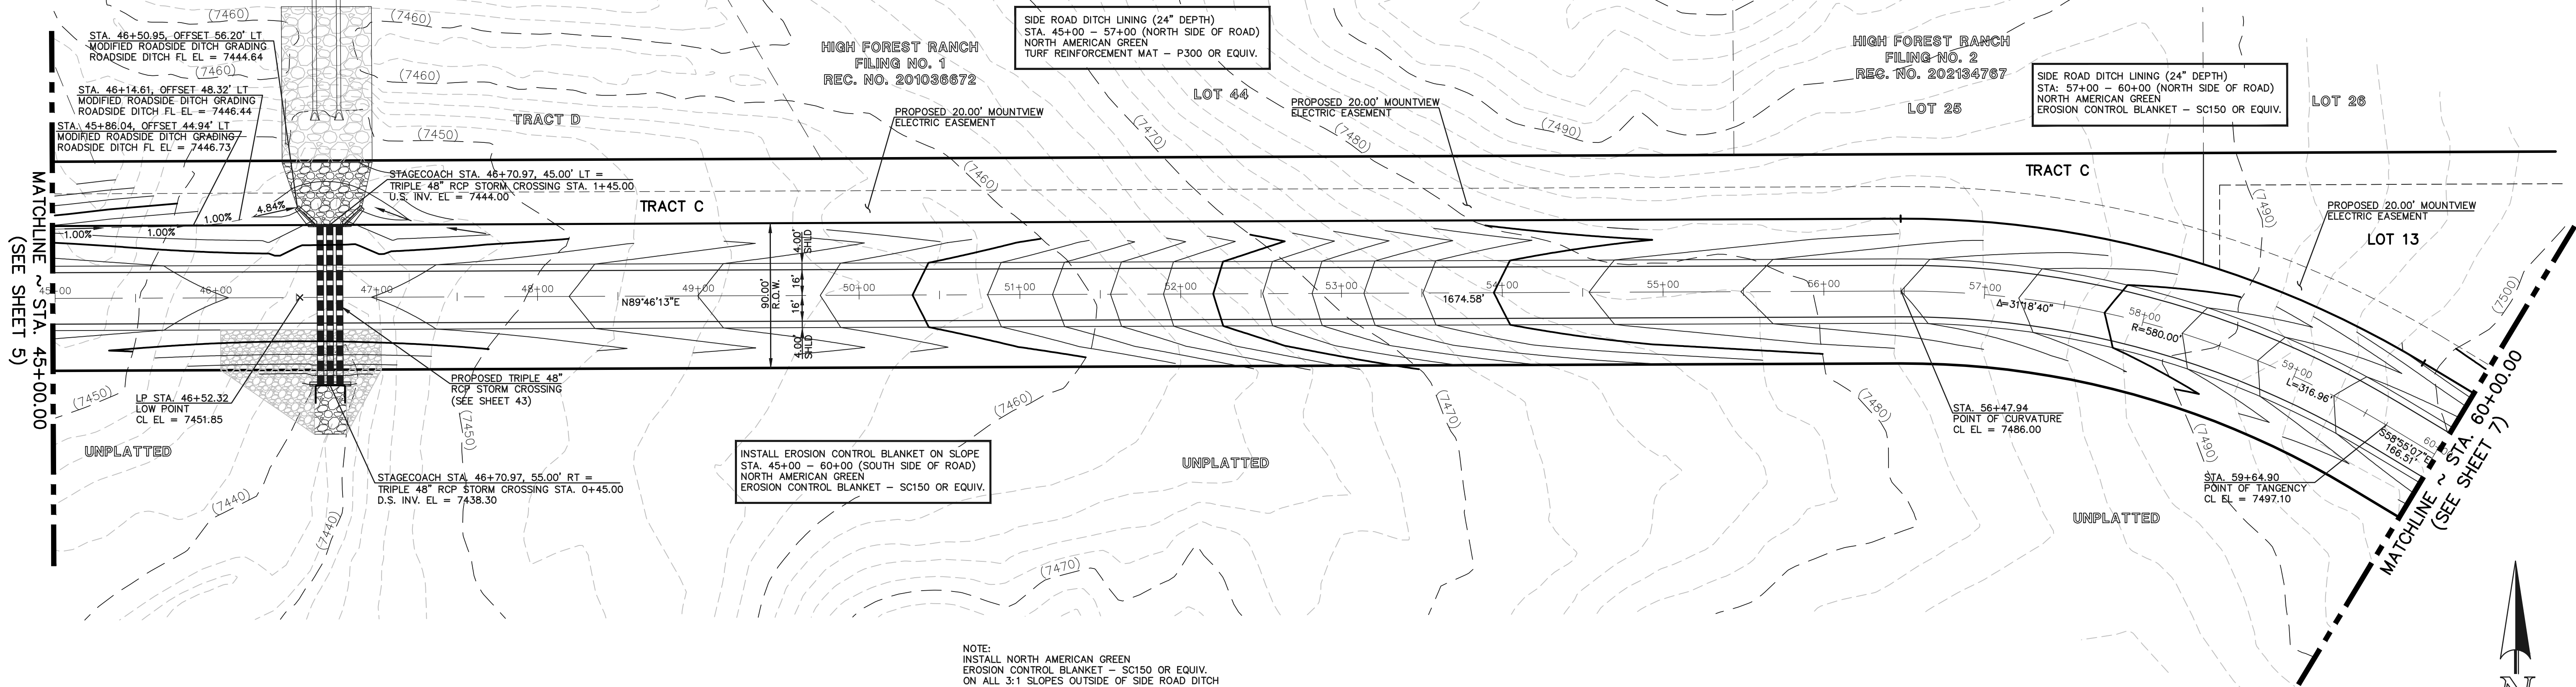 (7460)
(7460)
STA. 46+50.95, OFFSET 56.20' LT
MODIFIED ROADSIDE DITCH GRADING
ROADSIDE DITCH FL EL = 7444.64
(7460)
(7460)
STA. 46+14.61, OFFSET 48.32' LT
MODIFIED ROADSIDE DITCH GRADING
ROADSIDE DITCH FL EL = 7446.44
STA. 45+86.04, OFFSET 44.94' LT
MODIFIED ROADSIDE DITCH GRADING
ROADSIDE DITCH FL EL = 7446.73
(7450)
TRACT D
HIGH FOREST RANCH
FILING NO. 1
REC. NO. 201036672
SIDE ROAD DITCH LINING (24" DEPTH)
STA. 45+00 - 57+00 (NORTH SIDE OF ROAD)
NORTH AMERICAN GREEN
TURF REINFORCEMENT MAT - P300 OR EQUIV.
LOT 44
PROPOSED 20.00' MOUNTVIEW
ELECTRIC EASEMENT
PROPOSED 20.00' MOUNTVIEW
ELECTRIC EASEMENT
(7460)
(7470)
(7480)
(7490)
HIGH FOREST RANCH
FILING NO. 2
REC. NO. 202134767
LOT 25
SIDE ROAD DITCH LINING (24" DEPTH)
STA: 57+00 - 60+00 (NORTH SIDE OF ROAD)
NORTH AMERICAN GREEN
EROSION CONTROL BLANKET - SC150 OR EQUIV.
LOT 26
TRACT C
(7490)
PROPOSED 20.00' MOUNTVIEW
ELECTRIC EASEMENT
LOT 13
(7500)
STAGECOACH STA. 46+70.97, 45.00' LT =
TRIPLE 48" RCP STORM CROSSING STA. 1+45.00
U.S. INV. EL = 7444.00
TRACT C
4.84%
1.00%
1.00%
1.00%
MATCHLINE ~ STA. 45+00.00
(SEE SHEET 5)
45+00
46+00
47+00
48+00
N89°46'13"E
49+00
90.00'
R.O.W.
4.00'
SHLD
16'
16'
4.00'
SHLD
50+00
51+00
52+00
53+00
1674.58'
54+00
55+00
56+00
57+00
Δ=31°18'40"
58+00
R=580.00'
59+00
L=316.96'
S58°55'07"E
166.51'
MATCHLINE ~ STA. 60+00.00
(SEE SHEET 7)
(7450)
LP STA. 46+52.32
LOW POINT
CL EL = 7451.85
PROPOSED TRIPLE 48"
RCP STORM CROSSING
(SEE SHEET 43)
(7450)
UNPLATTED
(7440)
(7440)
STAGECOACH STA. 46+70.97, 55.00' RT =
TRIPLE 48" RCP STORM CROSSING STA. 0+45.00
D.S. INV. EL = 7438.30
INSTALL EROSION CONTROL BLANKET ON SLOPE
STA. 45+00 - 60+00 (SOUTH SIDE OF ROAD)
NORTH AMERICAN GREEN
EROSION CONTROL BLANKET - SC150 OR EQUIV.
(7460)
UNPLATTED
(7470)
(7470)
(7480)
STA. 56+47.94
POINT OF CURVATURE
CL EL = 7486.00
(7490)
STA. 59+64.90
POINT OF TANGENCY
CL EL = 7497.10
UNPLATTED
NOTE:
INSTALL NORTH AMERICAN GREEN
EROSION CONTROL BLANKET - SC150 OR EQUIV.
ON ALL 3:1 SLOPES OUTSIDE OF SIDE ROAD DITCH
N